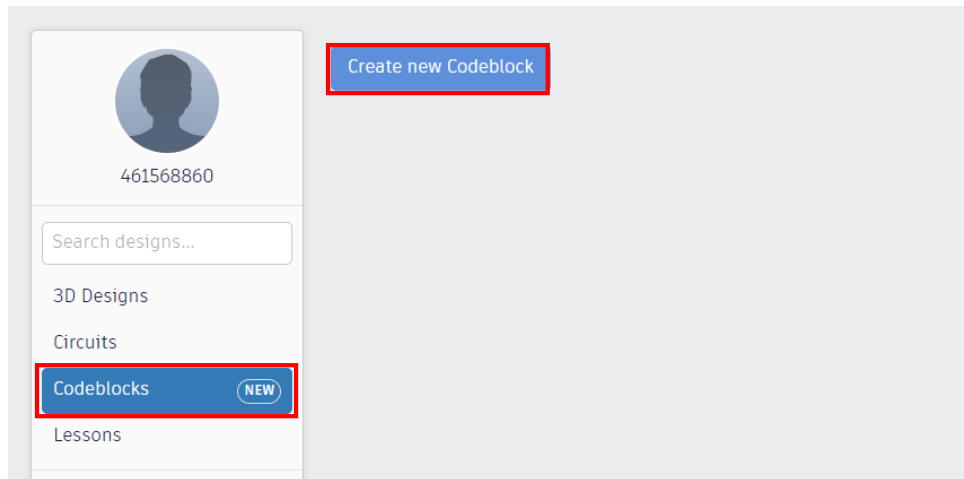 Create new Codeblock
461568860
Search designs...
3D Designs
Circuits
Codeblocks NEW
Lessons